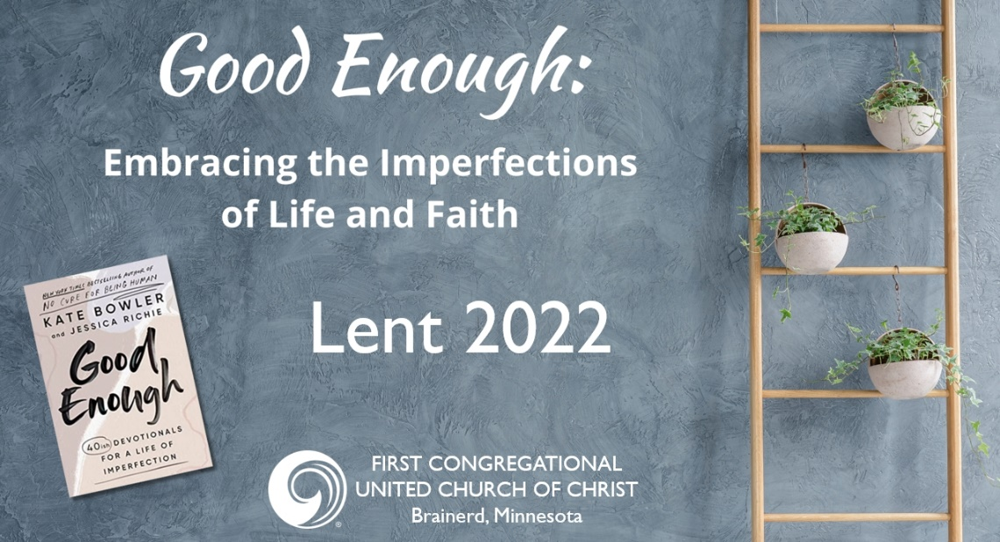 Good Enough:
Embracing the Imperfections
of Life and Faith
Lent 2022
NEW YORK TIMES BESTSELLING AUTHOR OF
NO CURE FOR BEING HUMAN
KATE BOWLER
and JESSICA RICHIE
Good
Enough
40ish DEVOTIONALS
FOR A LIFE OF
IMPERFECTION
FIRST CONGREGATIONAL
UNITED CHURCH OF CHRIST
Brainerd, Minnesota
®